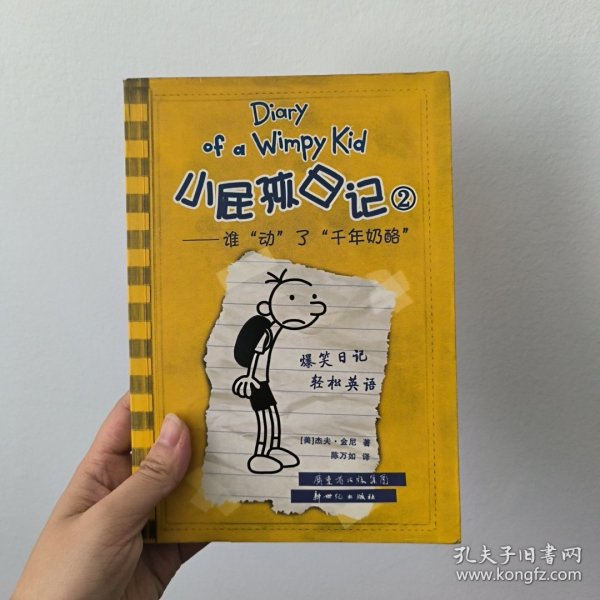 Diary
of a Wimpy Kid
小屁孩日记②
——谁“动”了“千年奶酪”
爆笑日记
轻松英语
[美]杰夫·金尼 著
陈万如 译
新世纪出版社
孔夫子旧书网
www.kongfz.com